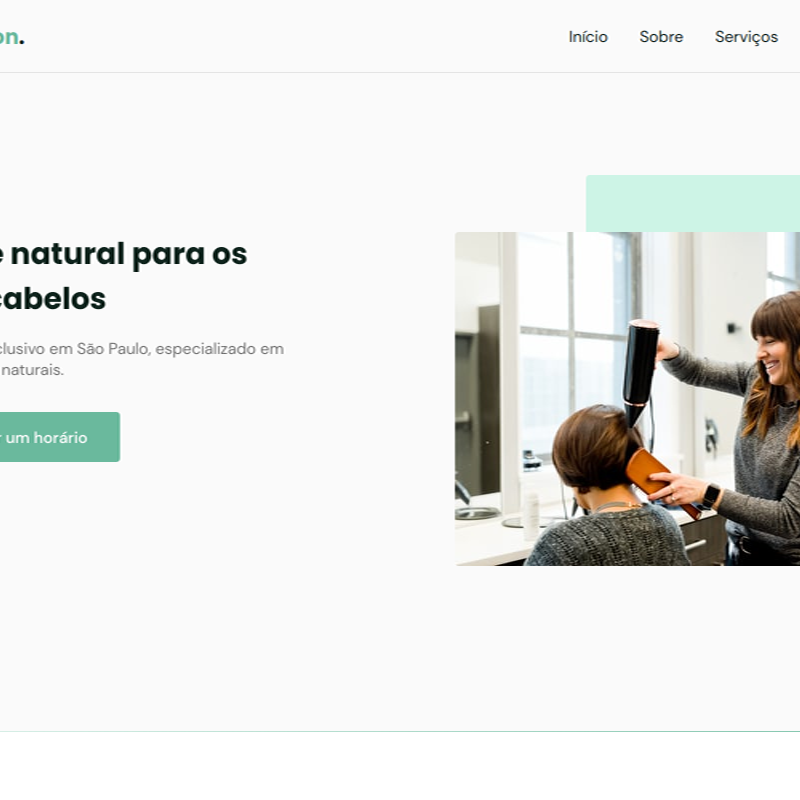 on.
Início Sobre Serviços
natural para os
cabelos
clusivo em São Paulo, especializado em
naturais.
um horário